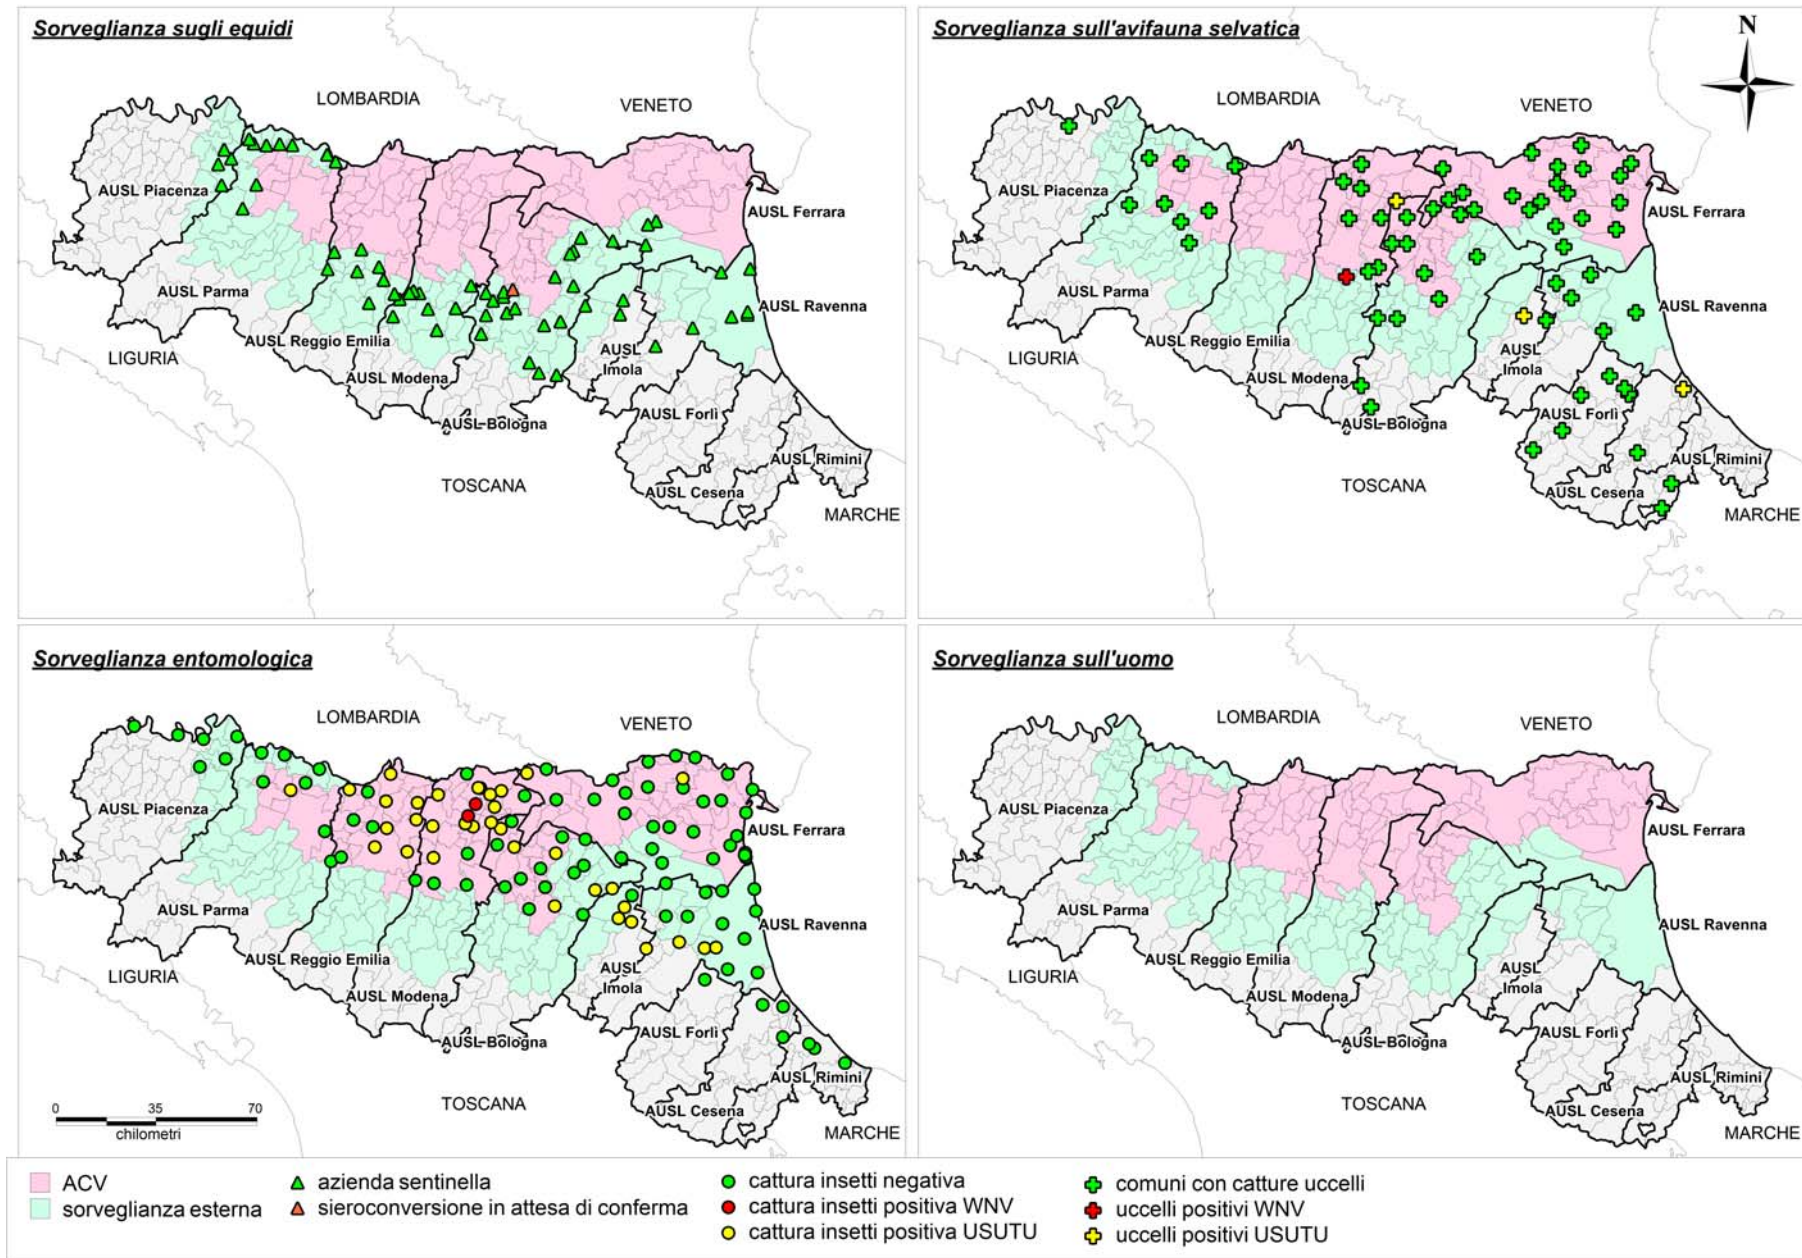 Sorveglianza sugli equidi
LOMBARDIA
VENETO
AUSL Piacenza
AUSL Ferrara
AUSL Parma
AUSL Ravenna
AUSL Reggio Emilia
LIGURIA
AUSL
Imola
AUSL Modena
AUSL Forlì
AUSL-Bologna
AUSL Rimini
TOSCANA
AUSL Cesena
MARCHE
Sorveglianza sull'avifauna selvatica
N
LOMBARDIA
VENETO
AUSL Piacenza
AUSL Ferrara
AUSL Parma
AUSL Ravenna
AUSL Reggio Emilia
LIGURIA
AUSL
Imola
AUSL Modena
AUSL Forlì
AUSL-Bologna
AUSL Rimini
TOSCANA
AUSL Cesena
MARCHE
Sorveglianza entomologica
LOMBARDIA
VENETO
AUSL Piacenza
AUSL Ferrara
AUSL Parma
AUSL Ravenna
AUSL Reggio Emilia
LIGURIA
AUSL
Imola
AUSL Modena
AUSL Forlì
AUSL-Bologna
AUSL Rimini
TOSCANA
AUSL Cesena
MARCHE
0 35 70
chilometri
Sorveglianza sull'uomo
LOMBARDIA
VENETO
AUSL Piacenza
AUSL Ferrara
AUSL Parma
AUSL Ravenna
AUSL Reggio Emilia
LIGURIA
AUSL
Imola
AUSL Modena
AUSL Forlì
AUSL-Bologna
AUSL Rimini
TOSCANA
AUSL Cesena
MARCHE
ACV
sorveglianza esterna
azienda sentinella
sieroconversione in attesa di conferma
cattura insetti negativa
cattura insetti positiva WNV
cattura insetti positiva USUTU
comuni con catture uccelli
uccelli positivi WNV
uccelli positivi USUTU